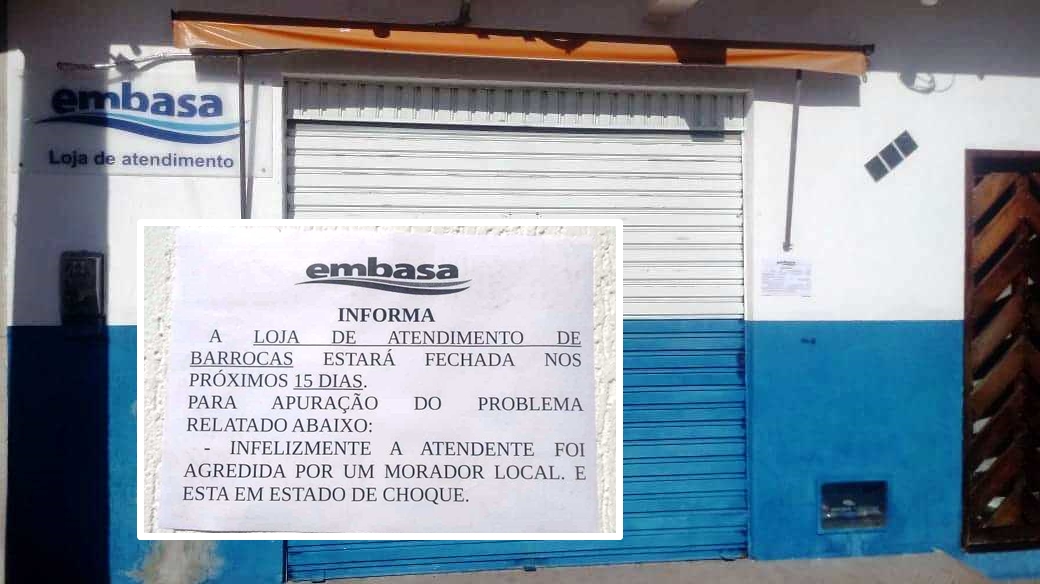 embasa
Loja de atendimento
embasa
INFORMA
A LOJA DE ATENDIMENTO DE
BARROCAS ESTARÁ FECHADA NOS
PRÓXIMOS 15 DIAS.
PARA APURAÇÃO DO PROBLEMA
RELATADO ABAIXO:
- INFELIZMENTE A ATENDENTE FOI
AGREDIDA POR UM MORADOR LOCAL. E
ESTA EM ESTADO DE CHOQUE.